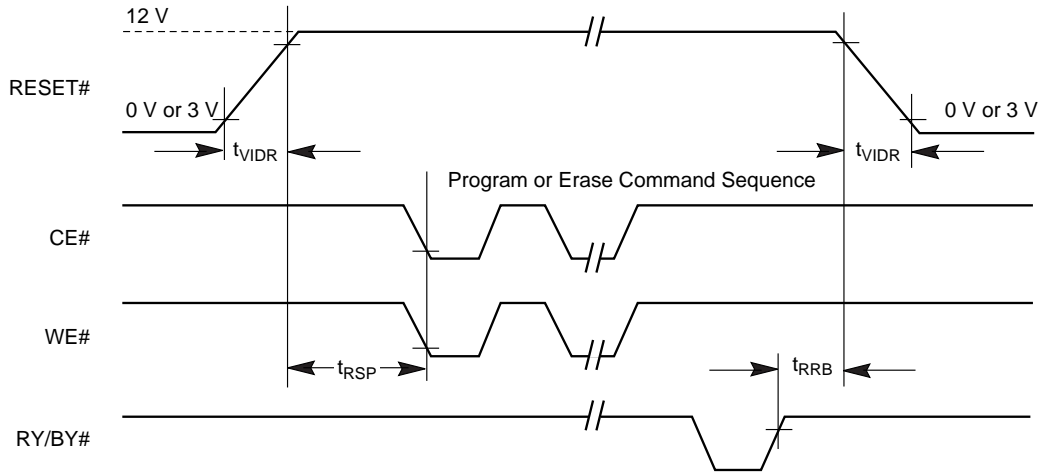 12 V
RESET#
0 V or 3 V
0 V or 3 V
tVIDR
tVIDR
Program or Erase Command Sequence
CE#
WE#
tRSP
tRRB
RY/BY#